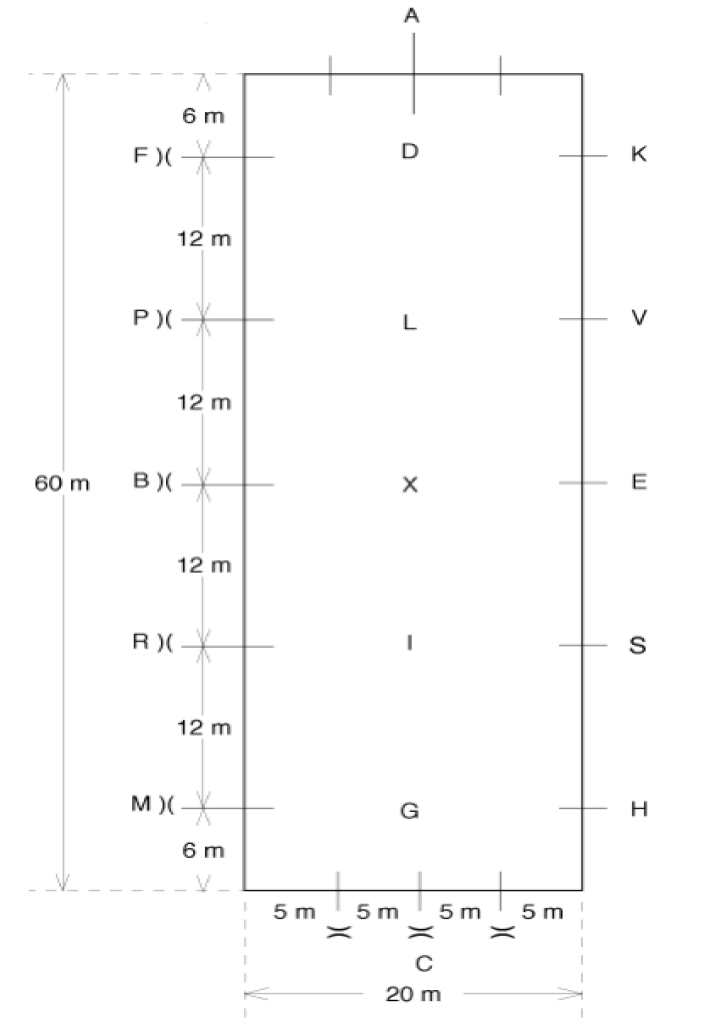 A
6 m
F )( D K
12 m
P )( L V
12 m
60 m B )( X E
12 m
R )( I S
12 m
M )( G H
6 m
5 m 5 m 5 m 5 m
)( )( )(
C
20 m